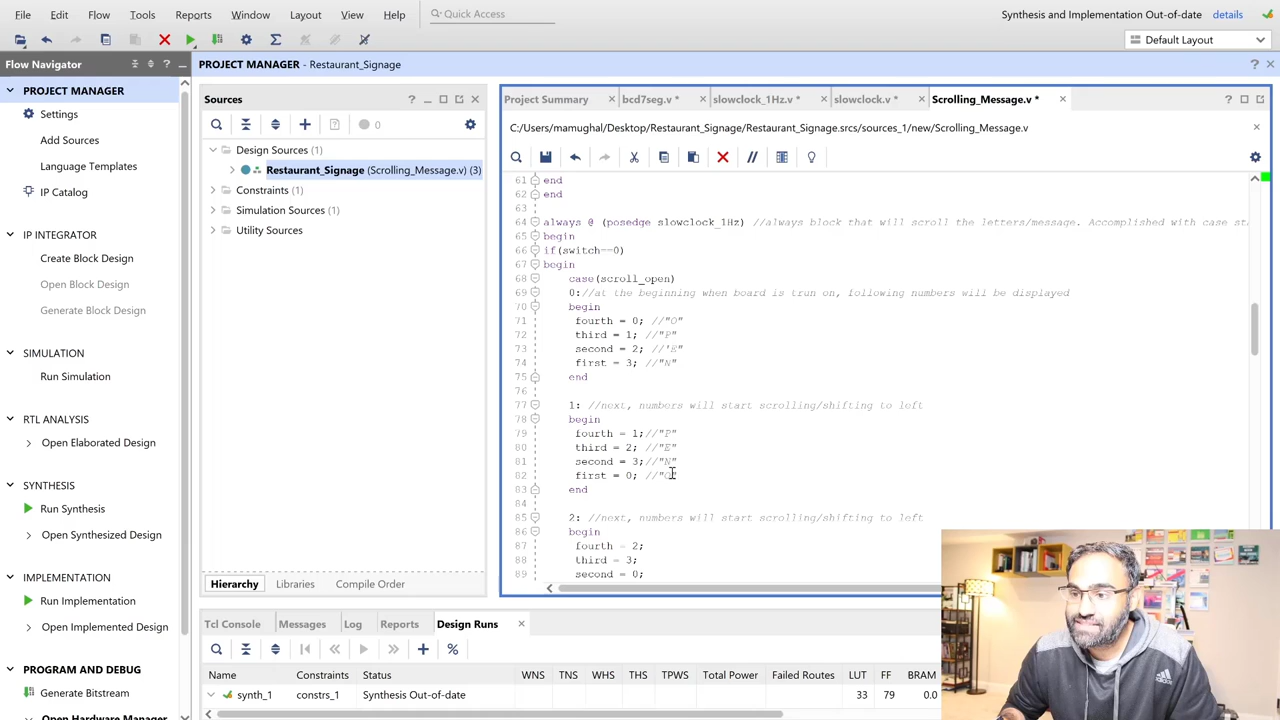 File Edit Flow Tools Reports Window Layout View Help Quick Access Synthesis and Implementation Out-of-date details
Default Layout
Flow Navigator
PROJECT MANAGER - Restaurant_Signage
PROJECT MANAGER
Settings
Add Sources
Language Templates
IP Catalog
IP INTEGRATOR
Create Block Design
Open Block Design
Generate Block Design
SIMULATION
Run Simulation
RTL ANALYSIS
Open Elaborated Design
SYNTHESIS
Run Synthesis
Open Synthesized Design
IMPLEMENTATION
Run Implementation
Open Implemented Design
PROGRAM AND DEBUG
Generate Bitstream
Open Hardware Manager
Sources
0
Design Sources (1)
Restaurant_Signage (Scrolling_Message.v) (3)
Constraints (1)
Simulation Sources (1)
Utility Sources
Hierarchy Libraries Compile Order
Project Summary bcd7seg.v * slowclock_1Hz.v * slowclock.v * Scrolling_Message.v *
C:/Users/mamughal/Desktop/Restaurant_Signage/Restaurant_Signage.srcs/sources_1/new/Scrolling_Message.v
61 end
62 end
63
64 always @ (posedge slowclock_1Hz) //always block that will scroll the letters/message. Accomplished with case sta
65 begin
66 if(switch==0)
67 begin
68 case(scroll_open)
69 0://at the beginning when board is trun on, following numbers will be displayed
70 begin
71 fourth = 0; //"O"
72 third = 1; //"P"
73 second = 2; //'E"
74 first = 3; //"N"
75 end
76
77 1: //next, numbers will start scrolling/shifting to left
78 begin
79 fourth = 1;//"P"
80 third = 2; //"E"
81 second = 3;//"N"
82 first = 0; //"O"
83 end
84
85 2: //next, numbers will start scrolling/shifting to left
86 begin
87 fourth = 2;
88 third = 3;
89 second = 0;
Tcl Console Messages Log Reports Design Runs
Name Constraints Status WNS TNS WHS THS TPWS Total Power Failed Routes LUT FF BRAM
synth_1 constrs_1 Synthesis Out-of-date 33 79 0.0